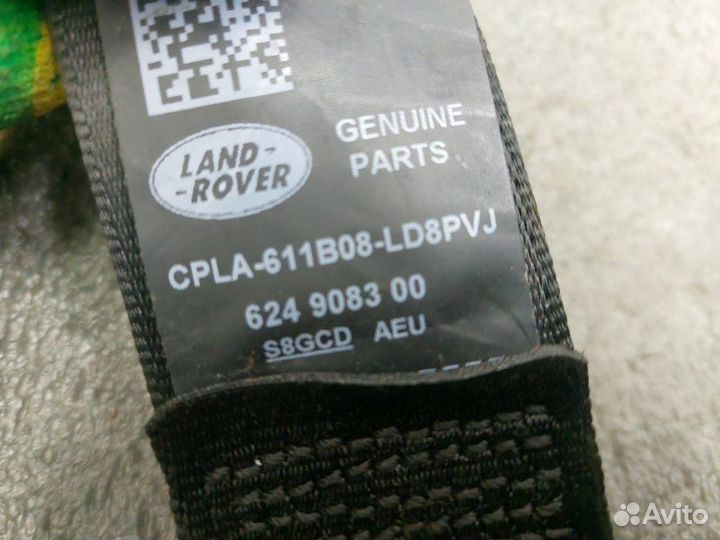 LAND-
-ROVER
GENUINE
PARTS
CPLA-611B08-LD8PVJ
624 9083 00
S8GCD AEU
Avito